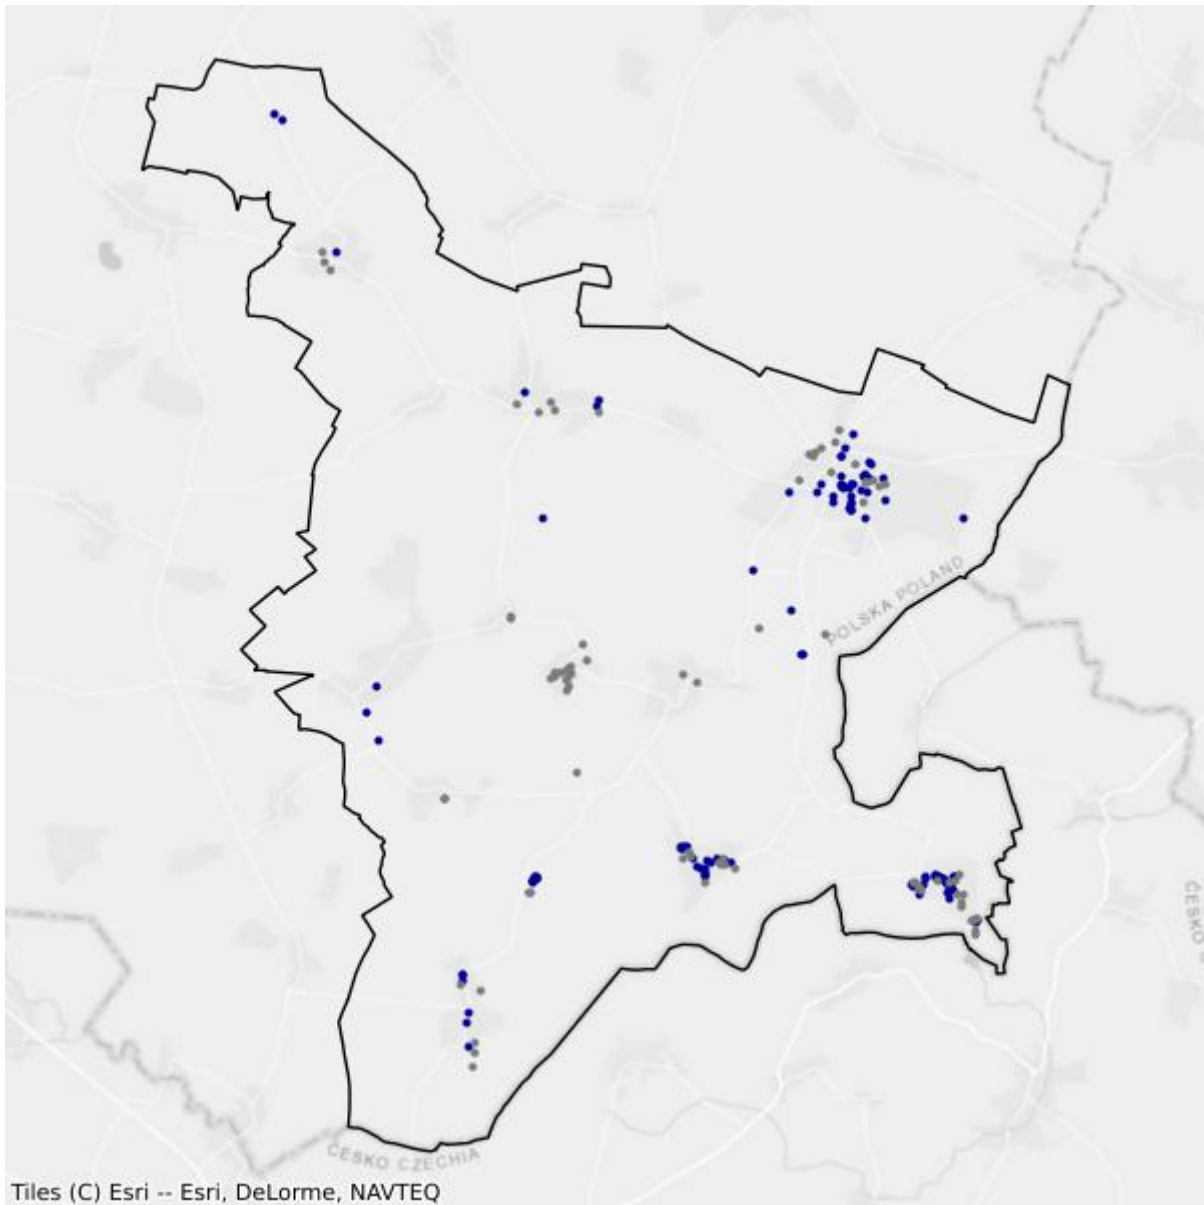 POLSKA POLAND
ČESKO
ČESKO CZECHIA
Tiles (C) Esri -- Esri, DeLorme, NAVTEQ